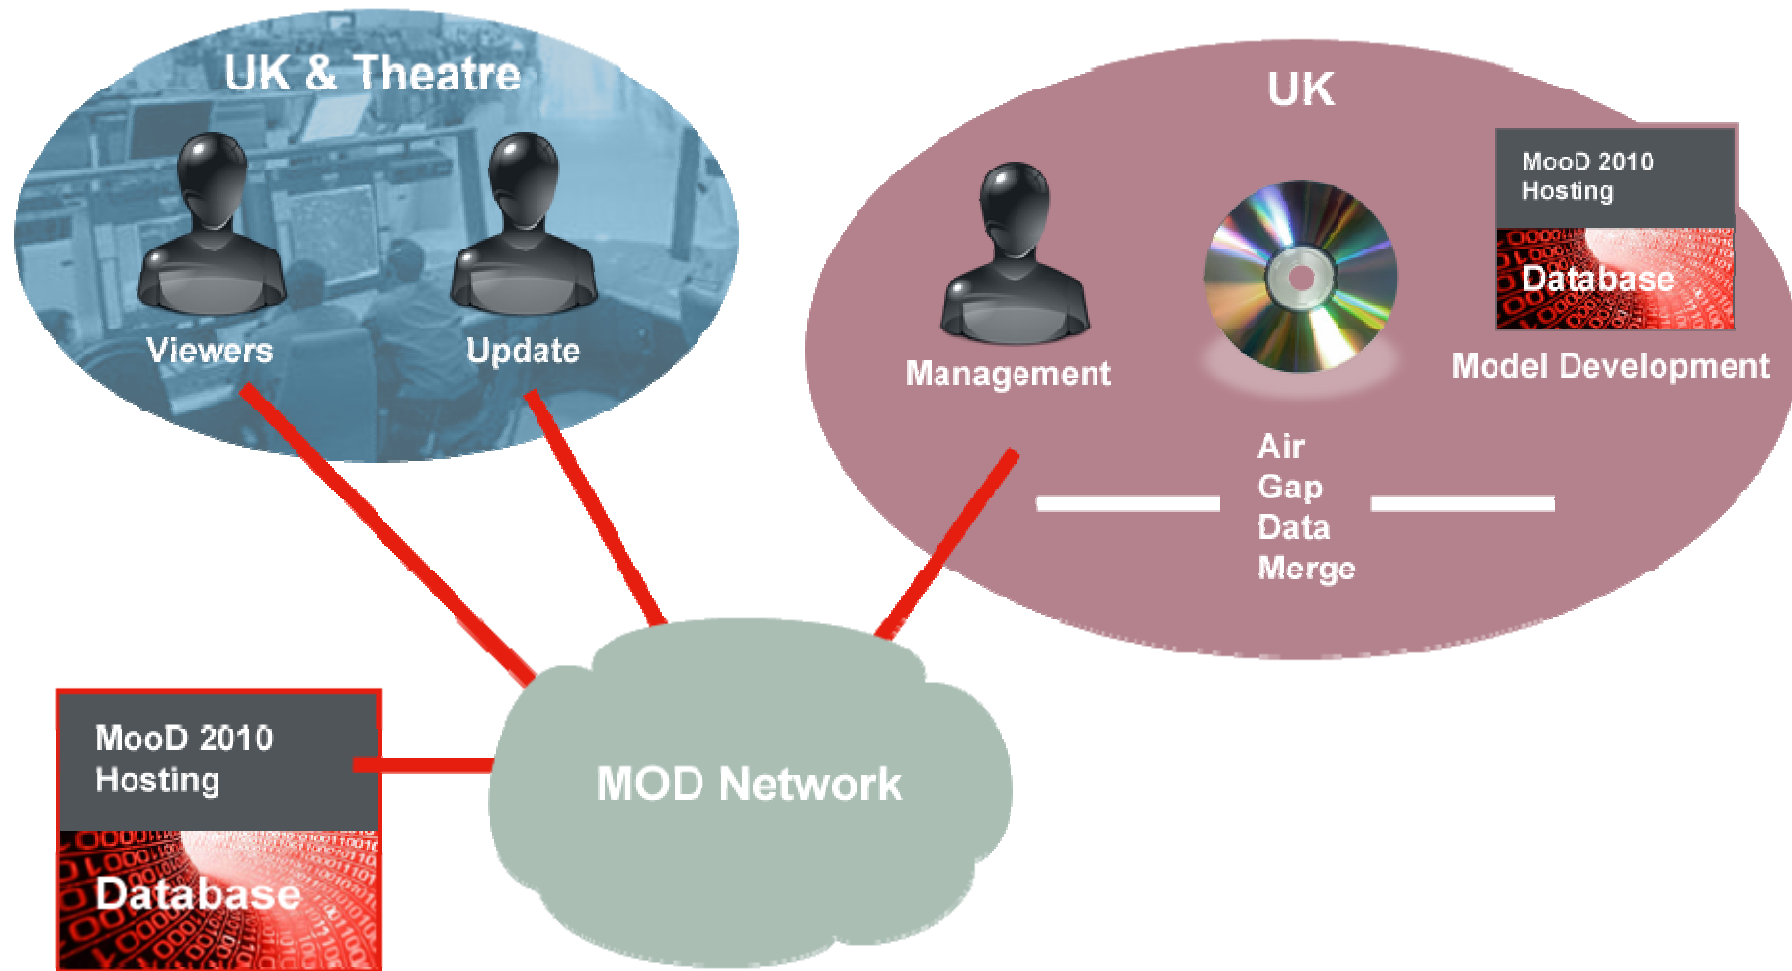 UK & Theatre
Viewers
Update
UK
MooD 2010
Hosting
Database
Management
Model Development
Air
Gap
Data
Merge
MooD 2010
Hosting
Database
MOD Network